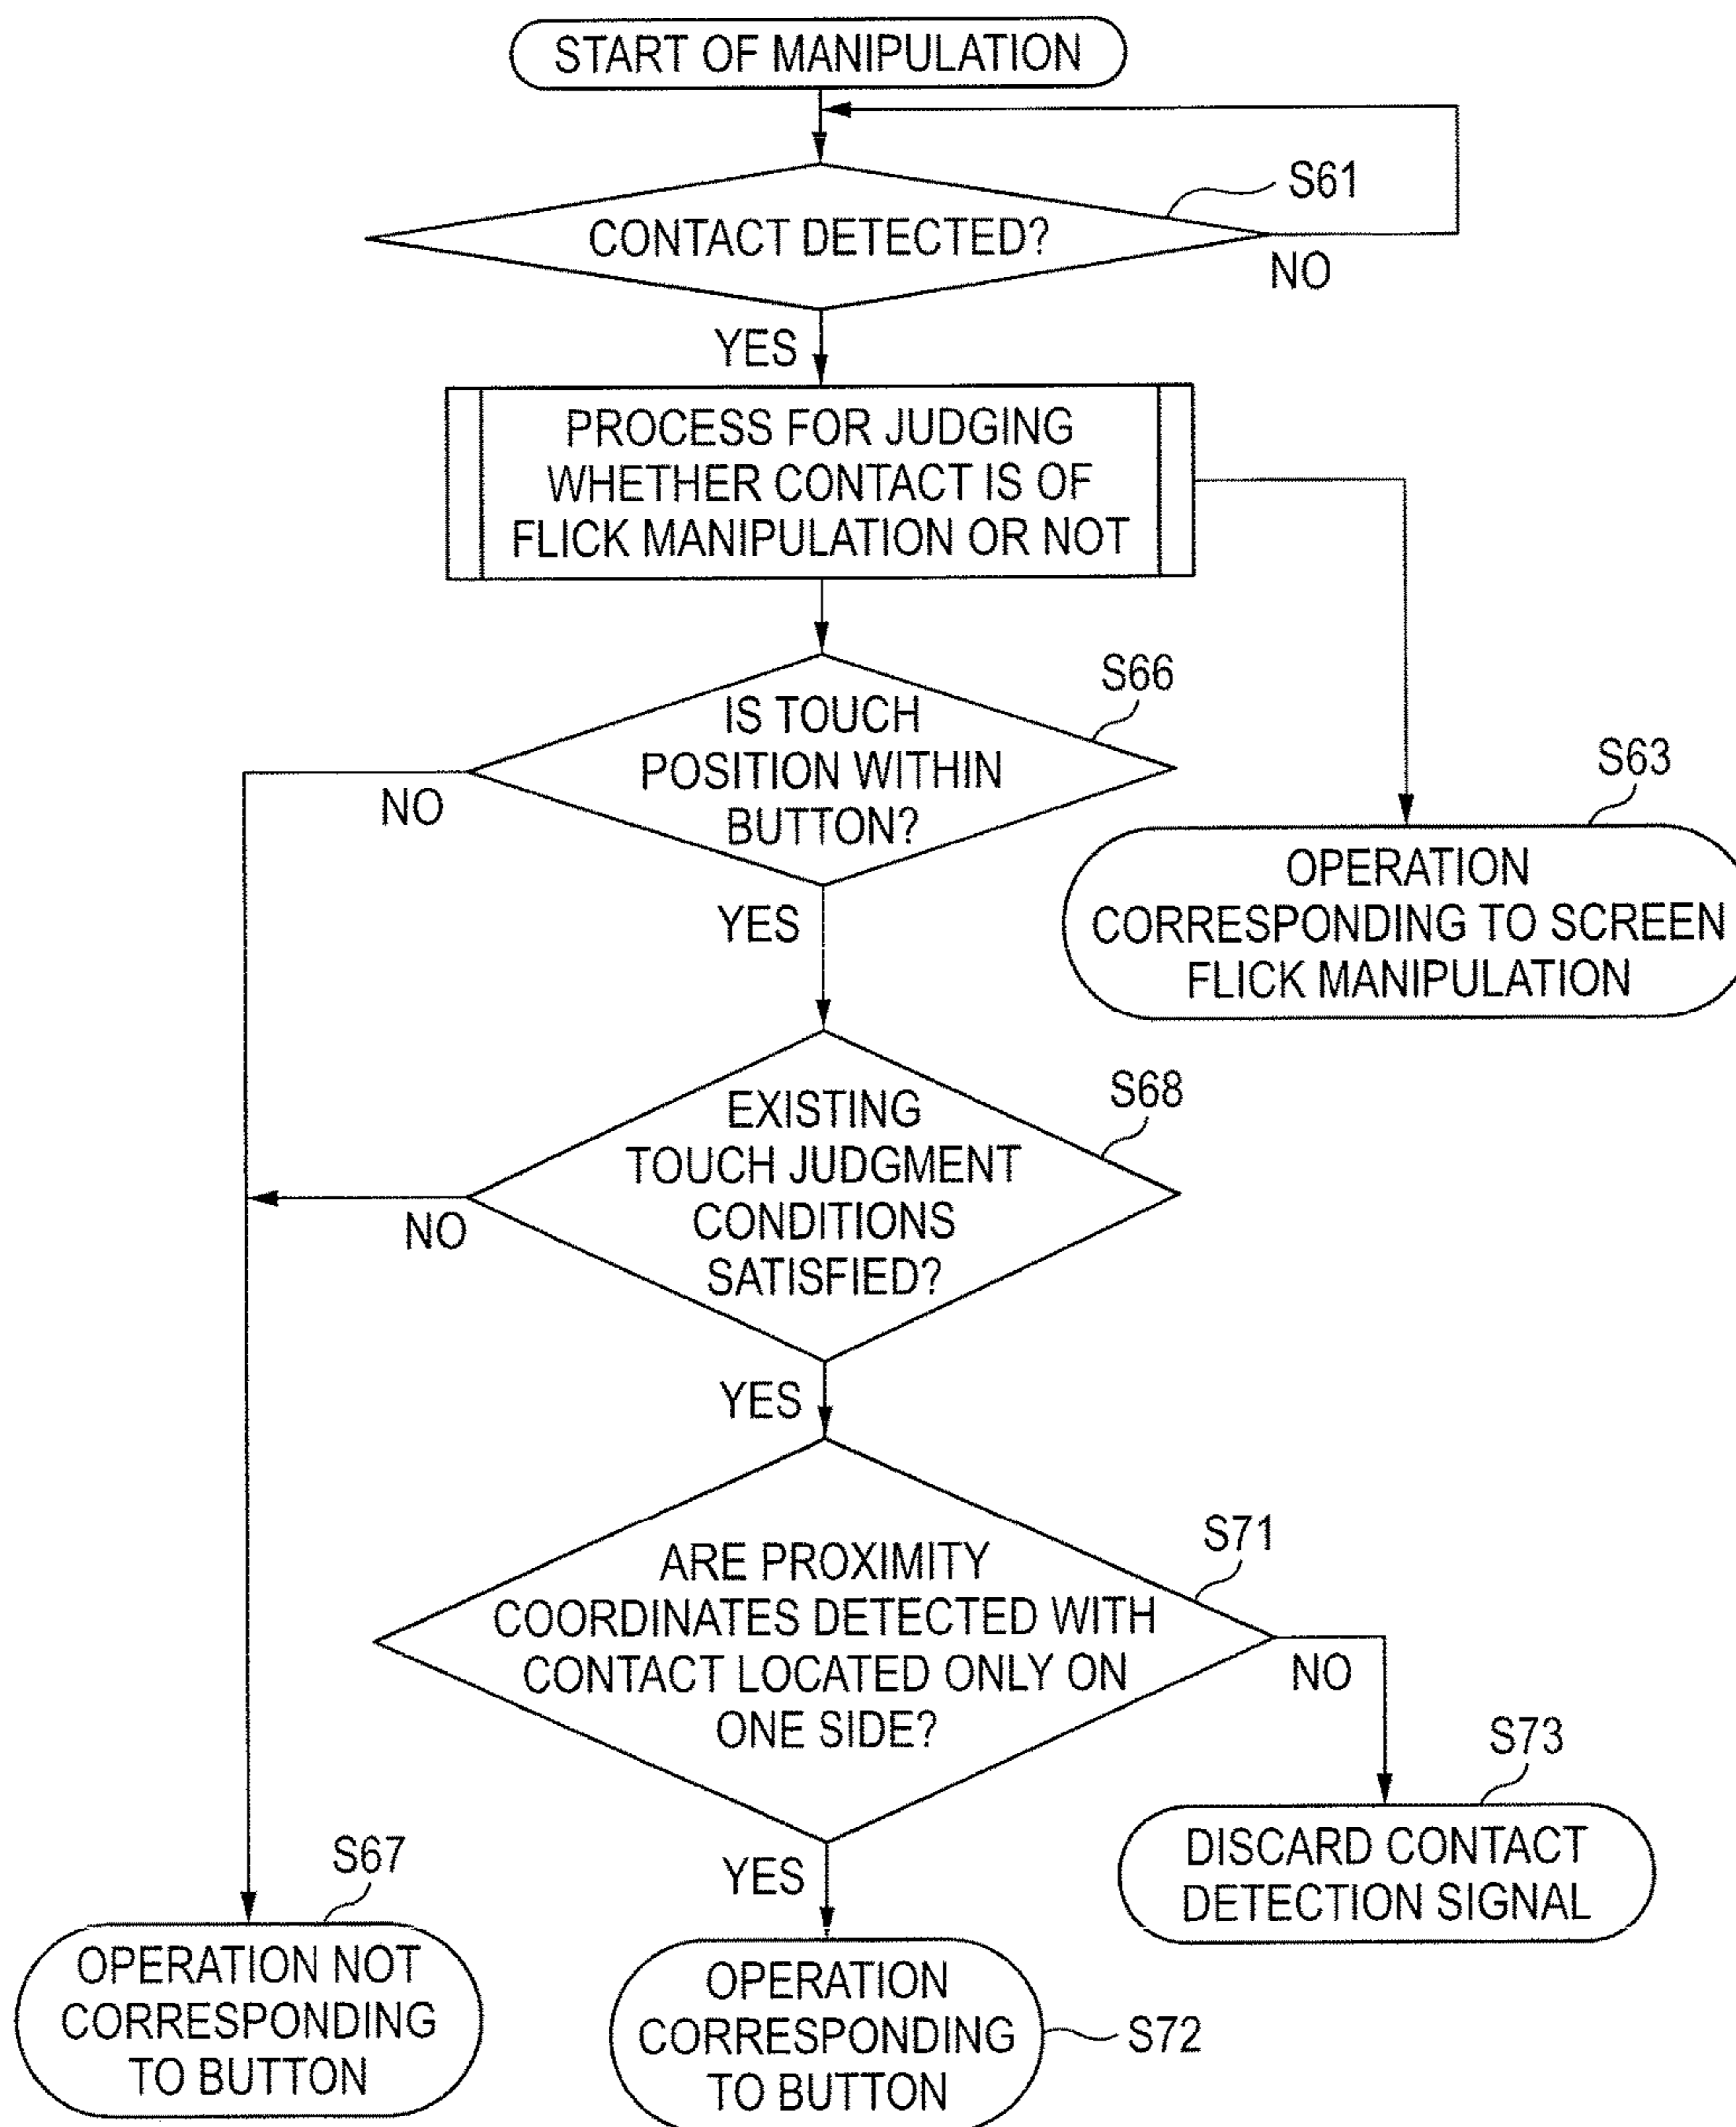 START OF MANIPULATION
S61
CONTACT DETECTED?
NO
YES
PROCESS FOR JUDGING
WHETHER CONTACT IS OF
FLICK MANIPULATION OR NOT
S66
IS TOUCH
POSITION WITHIN
BUTTON?
NO
YES
S63
OPERATION
CORRESPONDING TO SCREEN
FLICK MANIPULATION
S68
EXISTING
TOUCH JUDGMENT
CONDITIONS
SATISFIED?
NO
YES
S71
ARE PROXIMITY
COORDINATES DETECTED WITH
CONTACT LOCATED ONLY ON
ONE SIDE?
NO
YES
S73
DISCARD CONTACT
DETECTION SIGNAL
S67
OPERATION NOT
CORRESPONDING
TO BUTTON
OPERATION
CORRESPONDING
TO BUTTON
S72